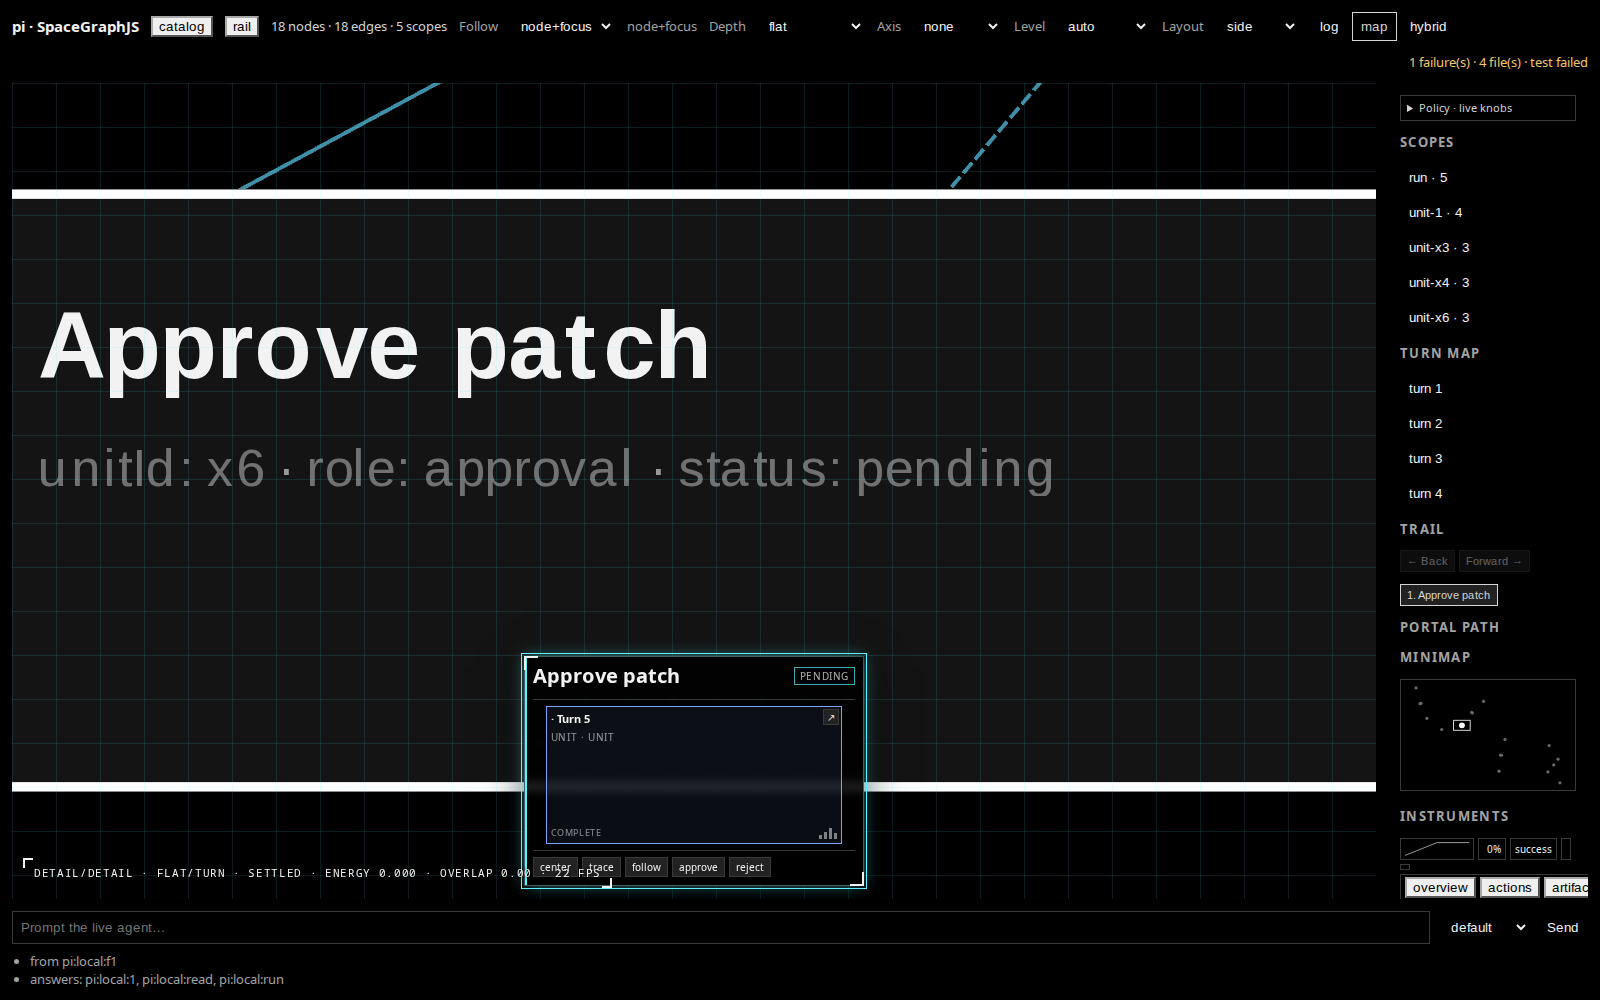 pi · SpaceGraphJS catalog rail 18 nodes · 18 edges · 5 scopes Follow node+focus node+focus Depth flat Axis none Level auto Layout side log map hybrid
1 failure(s) · 4 file(s) · test failed
Policy · live knobs
SCOPES
run · 5
unit-1 · 4
unit-x3 · 3
unit-x4 · 3
unit-x6 · 3
TURN MAP
turn 1
turn 2
turn 3
turn 4
TRAIL
← Back Forward →
1. Approve patch
PORTAL PATH
MINIMAP
INSTRUMENTS
0% success
overview actions artifac
Approve patch
unitId: x6 · role: approval · status: pending
Approve patch PENDING
· Turn 5 ↗
UNIT · UNIT
COMPLETE
center trace follow approve reject
DETAIL/DETAIL · FLAT/TURN · SETTLED · ENERGY 0.000 · OVERLAP 0.00 · 22 FPS
Prompt the live agent... default Send
from pi:local:f1
answers: pi:local:1, pi:local:read, pi:local:run